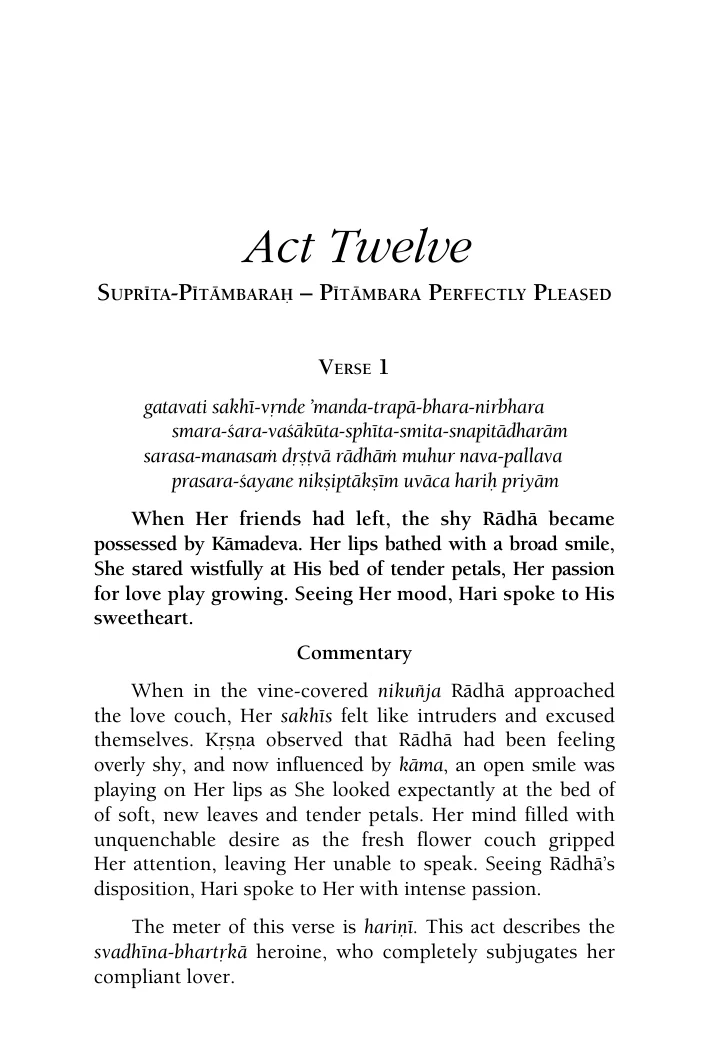 Act Twelve
Suprīta-Pītāmbaraḥ – Pītāmbara Perfectly Pleased
Verse 1
gatavati sakhī-vṛnde ’manda-trapā-bhara-nirbhara
smara-śara-vaśākūta-sphīta-smita-snapitādharām
sarasa-manasaṁ dṛṣṭvā rādhāṁ muhur nava-pallava
prasara-śayane nikṣiptākṣīm uvāca hariḥ priyām
When Her friends had left, the shy Rādhā became
possessed by Kāmadeva. Her lips bathed with a broad smile,
She stared wistfully at His bed of tender petals, Her passion
for love play growing. Seeing Her mood, Hari spoke to His
sweetheart.
Commentary
When in the vine-covered nikuñja Rādhā approached
the love couch, Her sakhīs felt like intruders and excused
themselves. Kṛṣṇa observed that Rādhā had been feeling
overly shy, and now influenced by kāma, an open smile was
playing on Her lips as She looked expectantly at the bed of
of soft, new leaves and tender petals. Her mind filled with
unquenchable desire as the fresh flower couch gripped
Her attention, leaving Her unable to speak. Seeing Rādhā’s
disposition, Hari spoke to Her with intense passion.
The meter of this verse is hariṇī. This act describes the
svadhīna-bhartṛkā heroine, who completely subjugates her
compliant lover.